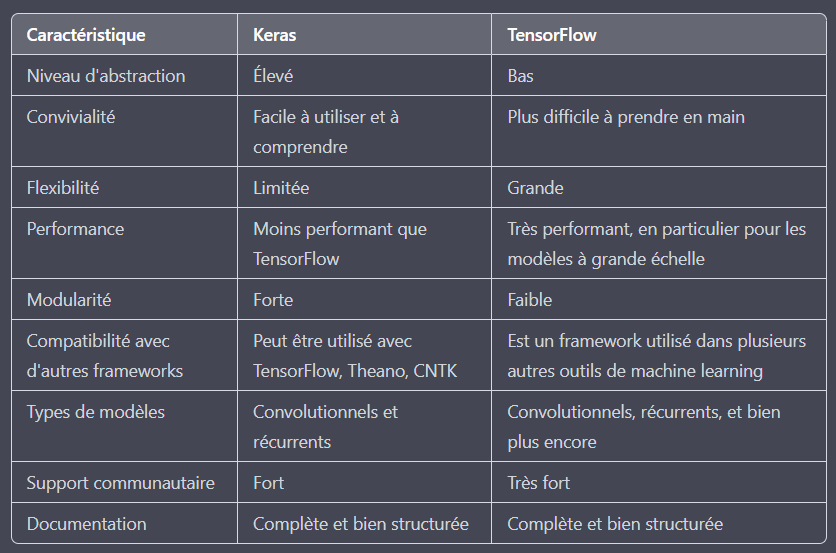 Caractéristique Keras TensorFlow
Niveau d'abstraction Élevé Bas
Convivialité Facile à utiliser et à Plus difficile à prendre en main
comprendre
Flexibilité Limitée Grande
Performance Moins performant que Très performant, en particulier pour les
TensorFlow modèles à grande échelle
Modularité Forte Faible
Compatibilité avec Peut être utilisé avec Est un framework utilisé dans plusieurs
d'autres frameworks TensorFlow, Theano, CNTK autres outils de machine learning
Types de modèles Convolutionnels et Convolutionnels, récurrents, et bien
récurrents plus encore
Support communautaire Fort Très fort
Documentation Complète et bien structurée Complète et bien structurée